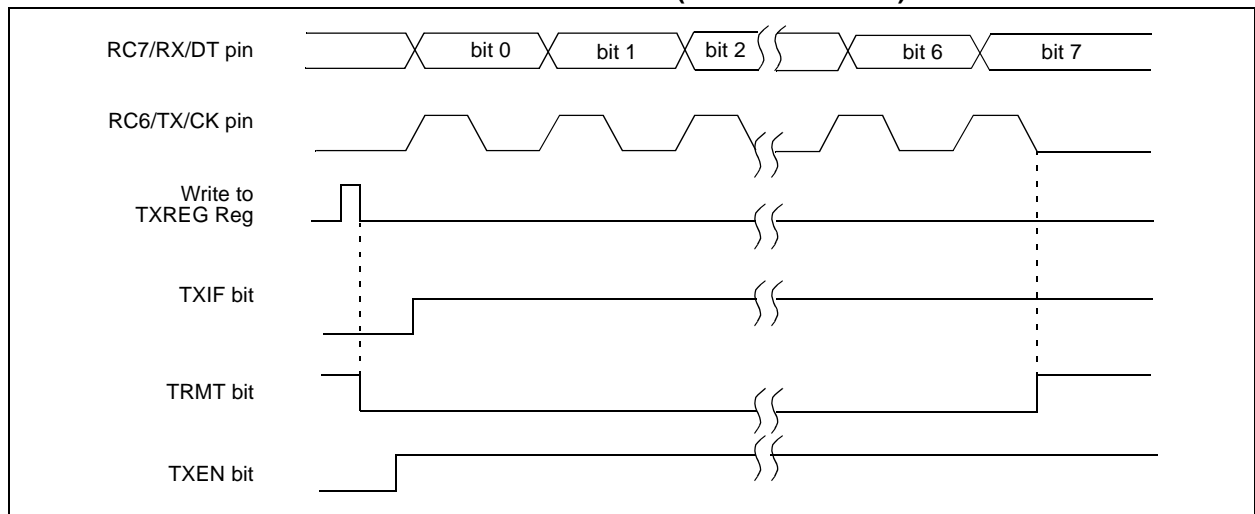 RC7/RX/DT pin
bit 0
bit 1
bit 2
bit 6
bit 7
RC6/TX/CK pin
Write to
TXREG Reg
TXIF bit
TRMT bit
TXEN bit